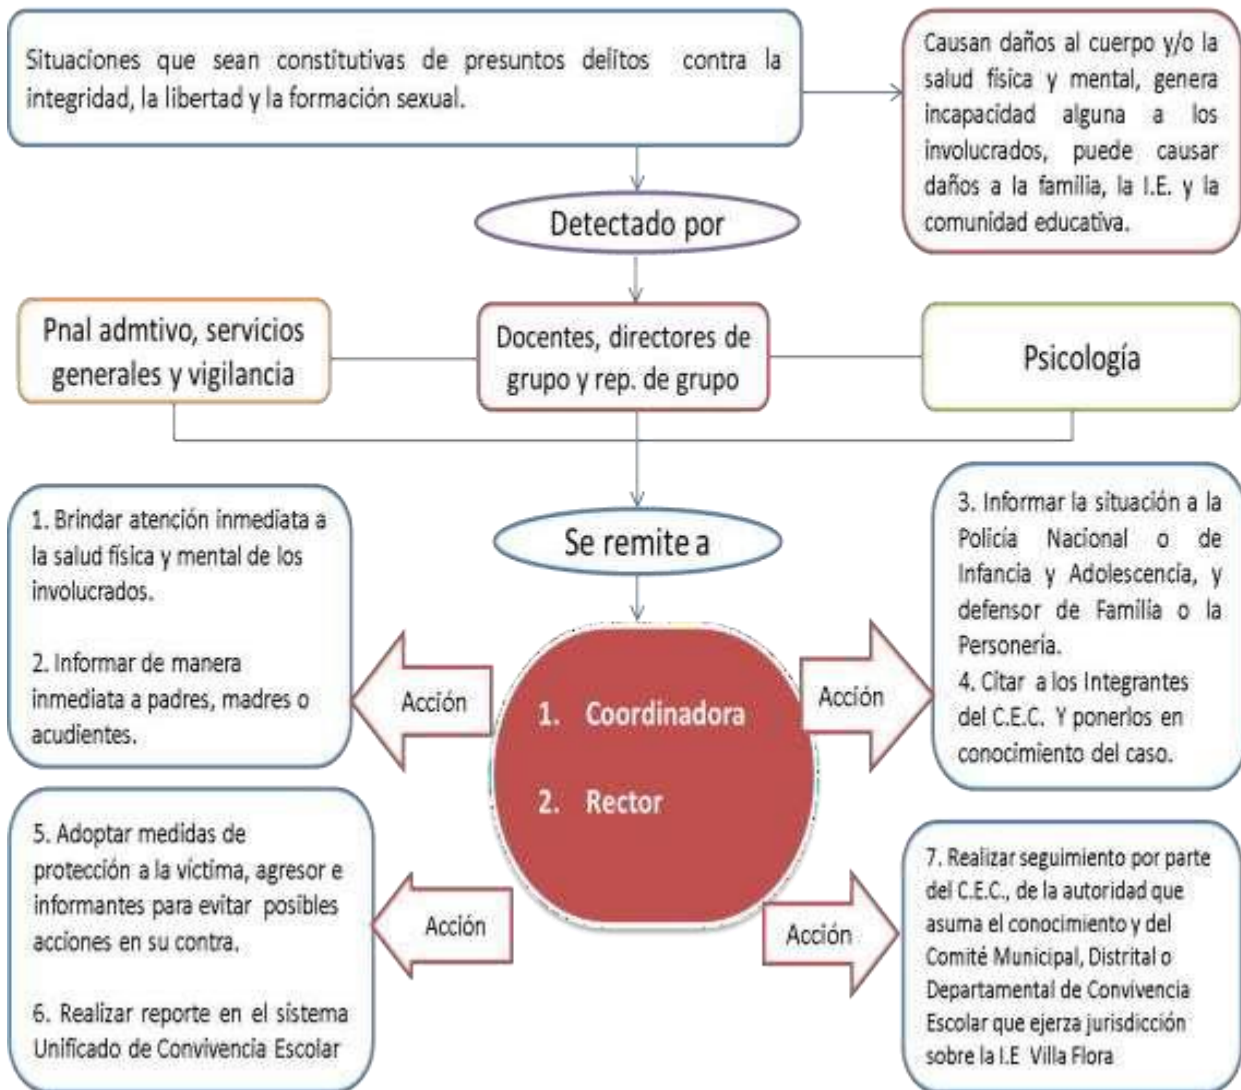 Situaciones que sean constitutivas de presuntos delitos contra la
integridad, la libertad y la formación sexual.
Causan daños al cuerpo y/o la
salud física y mental, genera
incapacidad alguna a los
involucrados, puede causar
daños a la familia, la I.E. y la
comunidad educativa.
Detectado por
Pnal admtivo, servicios
generales y vigilancia
Docentes, directores de
grupo y rep. de grupo
Psicología
Se remite a
1. Coordinadora
2. Rector
Acción
1. Brindar atención inmediata a
la salud física y mental de los
involucrados.
2. Informar de manera
inmediata a padres, madres o
acudientes.
Acción
3. Informar la situación a la
Policía Nacional o de
Infancia y Adolescencia, y
defensor de Familia o la
Personería.
4. Citar a los Integrantes
del C.E.C. Y ponerlos en
conocimiento del caso.
Acción
5. Adoptar medidas de
protección a la víctima, agresor e
informantes para evitar posibles
acciones en su contra.
6. Realizar reporte en el sistema
Unificado de Convivencia Escolar
Acción
7. Realizar seguimiento por parte
del C.E.C., de la autoridad que
asuma el conocimiento y del
Comité Municipal, Distrital o
Departamental de Convivencia
Escolar que ejerza jurisdicción
sobre la I.E Villa Flora